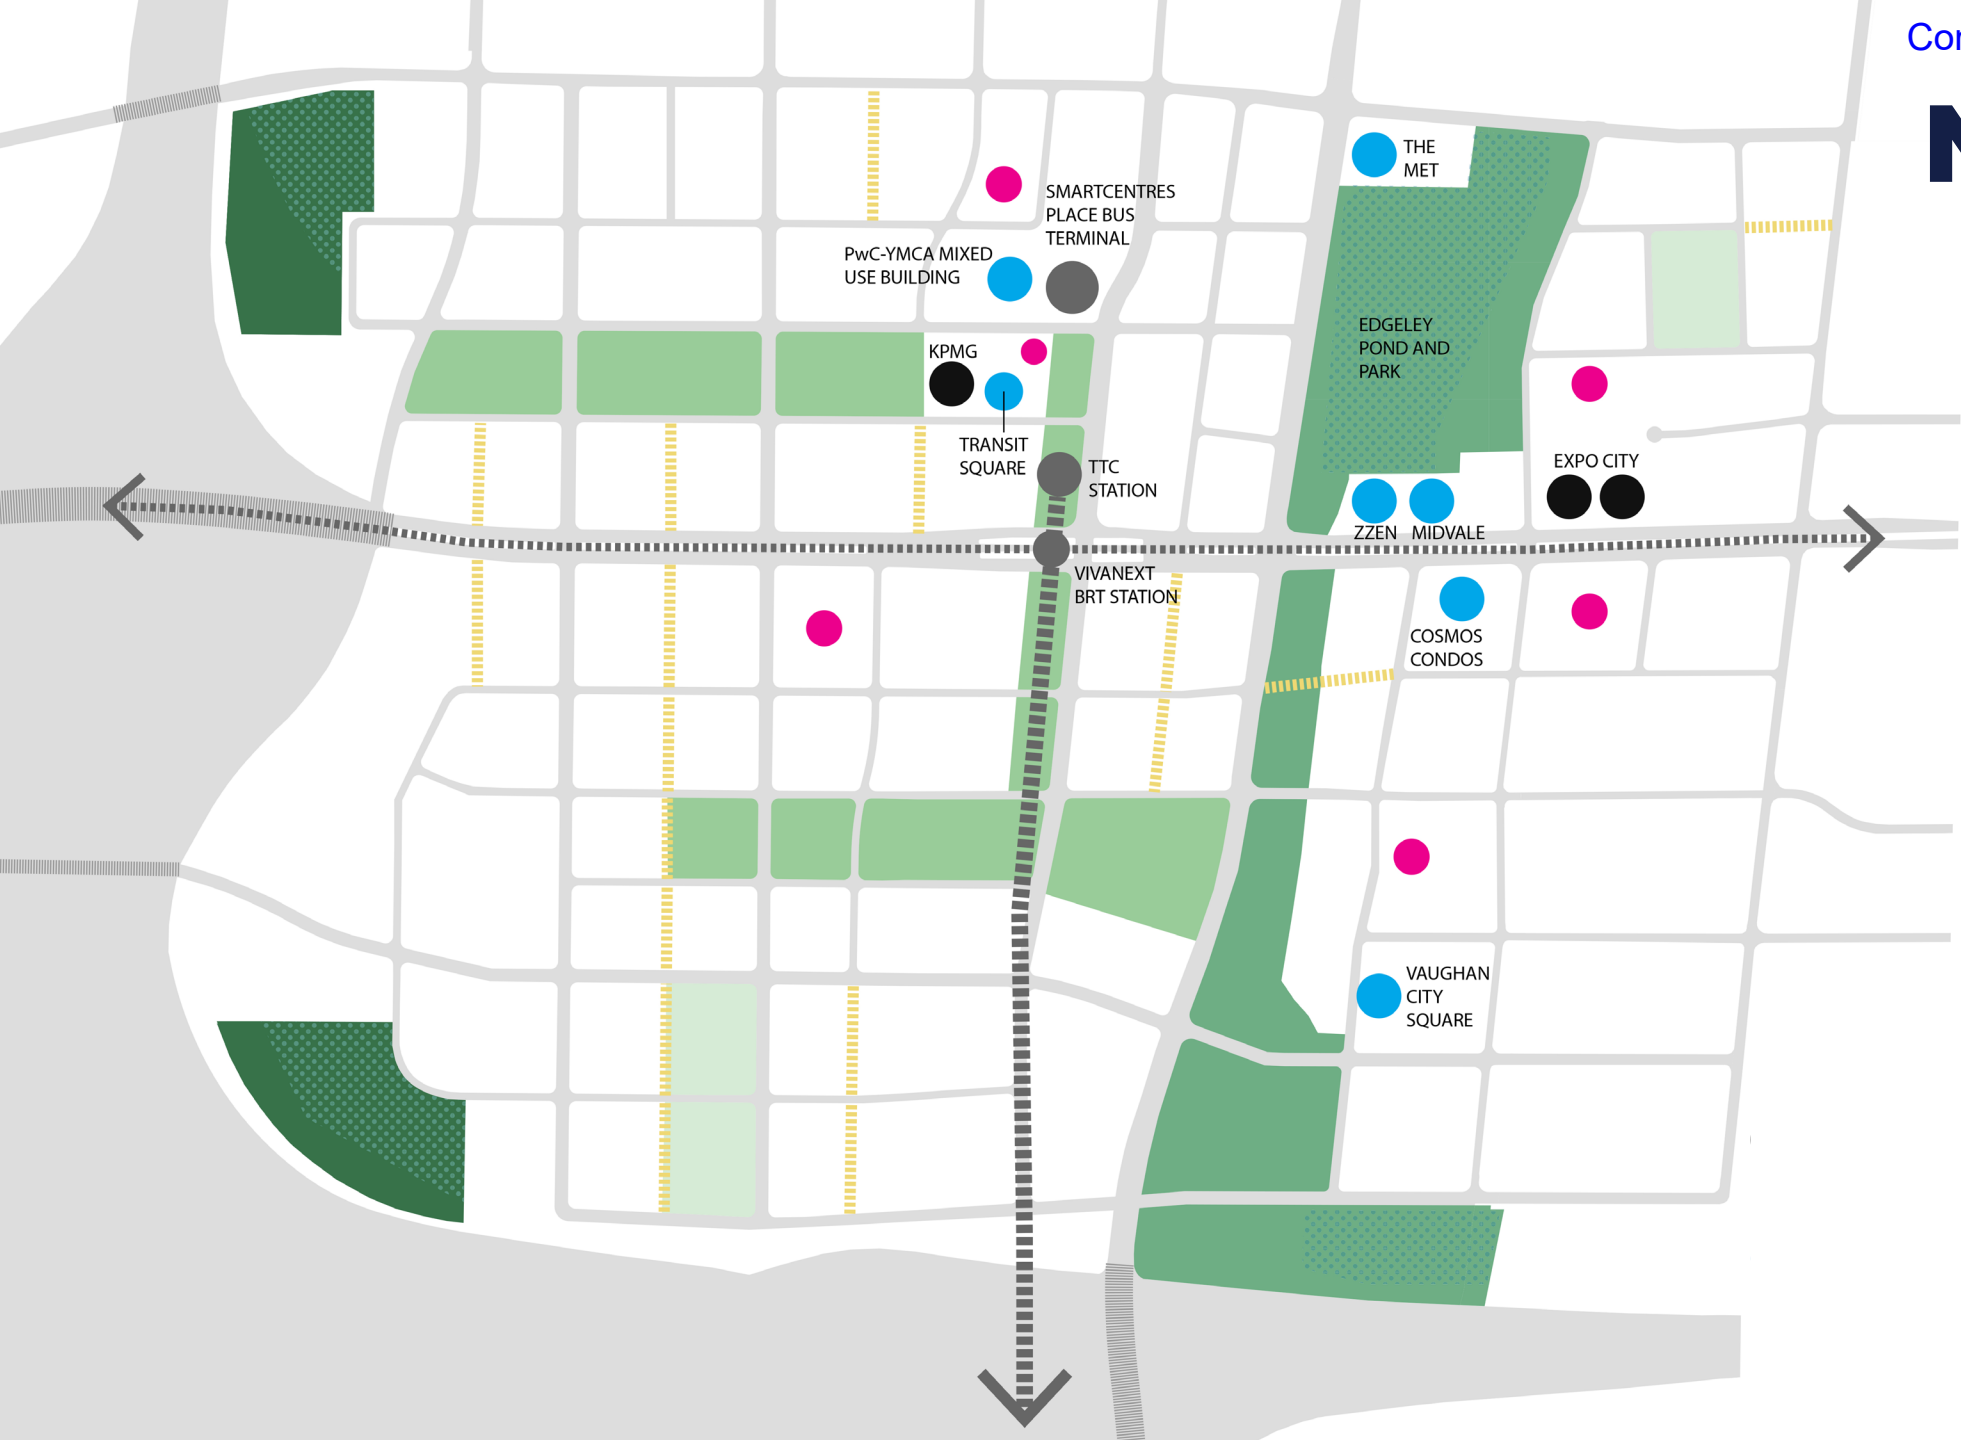 Cor
N
THE
MET
SMARTCENTRES
PLACE BUS
TERMINAL
PwC-YMCA MIXED
USE BUILDING
EDGELEY
POND AND
PARK
KPMG
TRANSIT
SQUARE
TTC
STATION
EXPO CITY
ZZEN
MIDVALE
VIVANEXT
BRT STATION
COSMOS
CONDOS
VAUGHAN
CITY
SQUARE